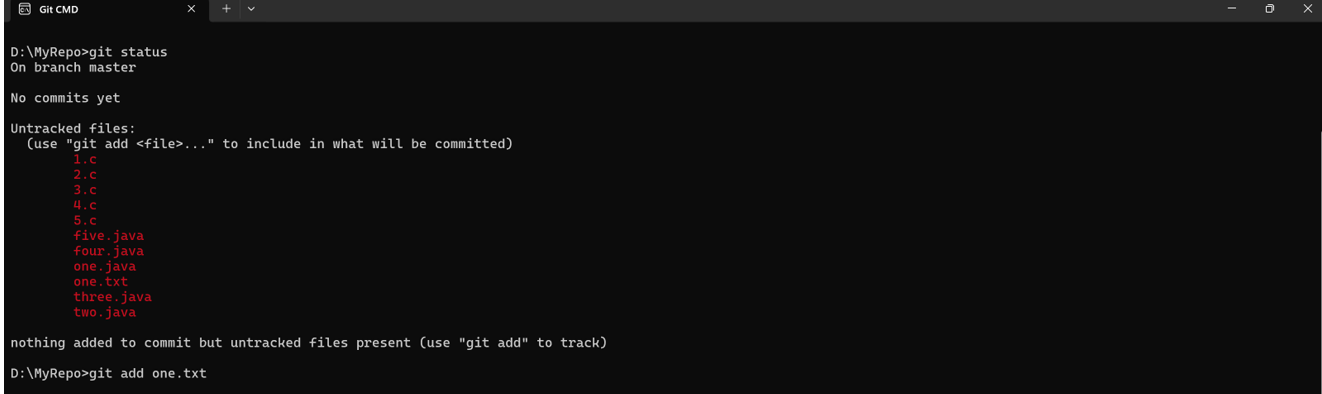 Git CMD
D:\MyRepo>git status
On branch master
No commits yet
Untracked files:
(use "git add <file>..." to include in what will be committed)
1.c
2.c
3.c
4.c
5.c
five.java
four.java
one.java
one.txt
three.java
two.java
nothing added to commit but untracked files present (use "git add" to track)
D:\MyRepo>git add one.txt